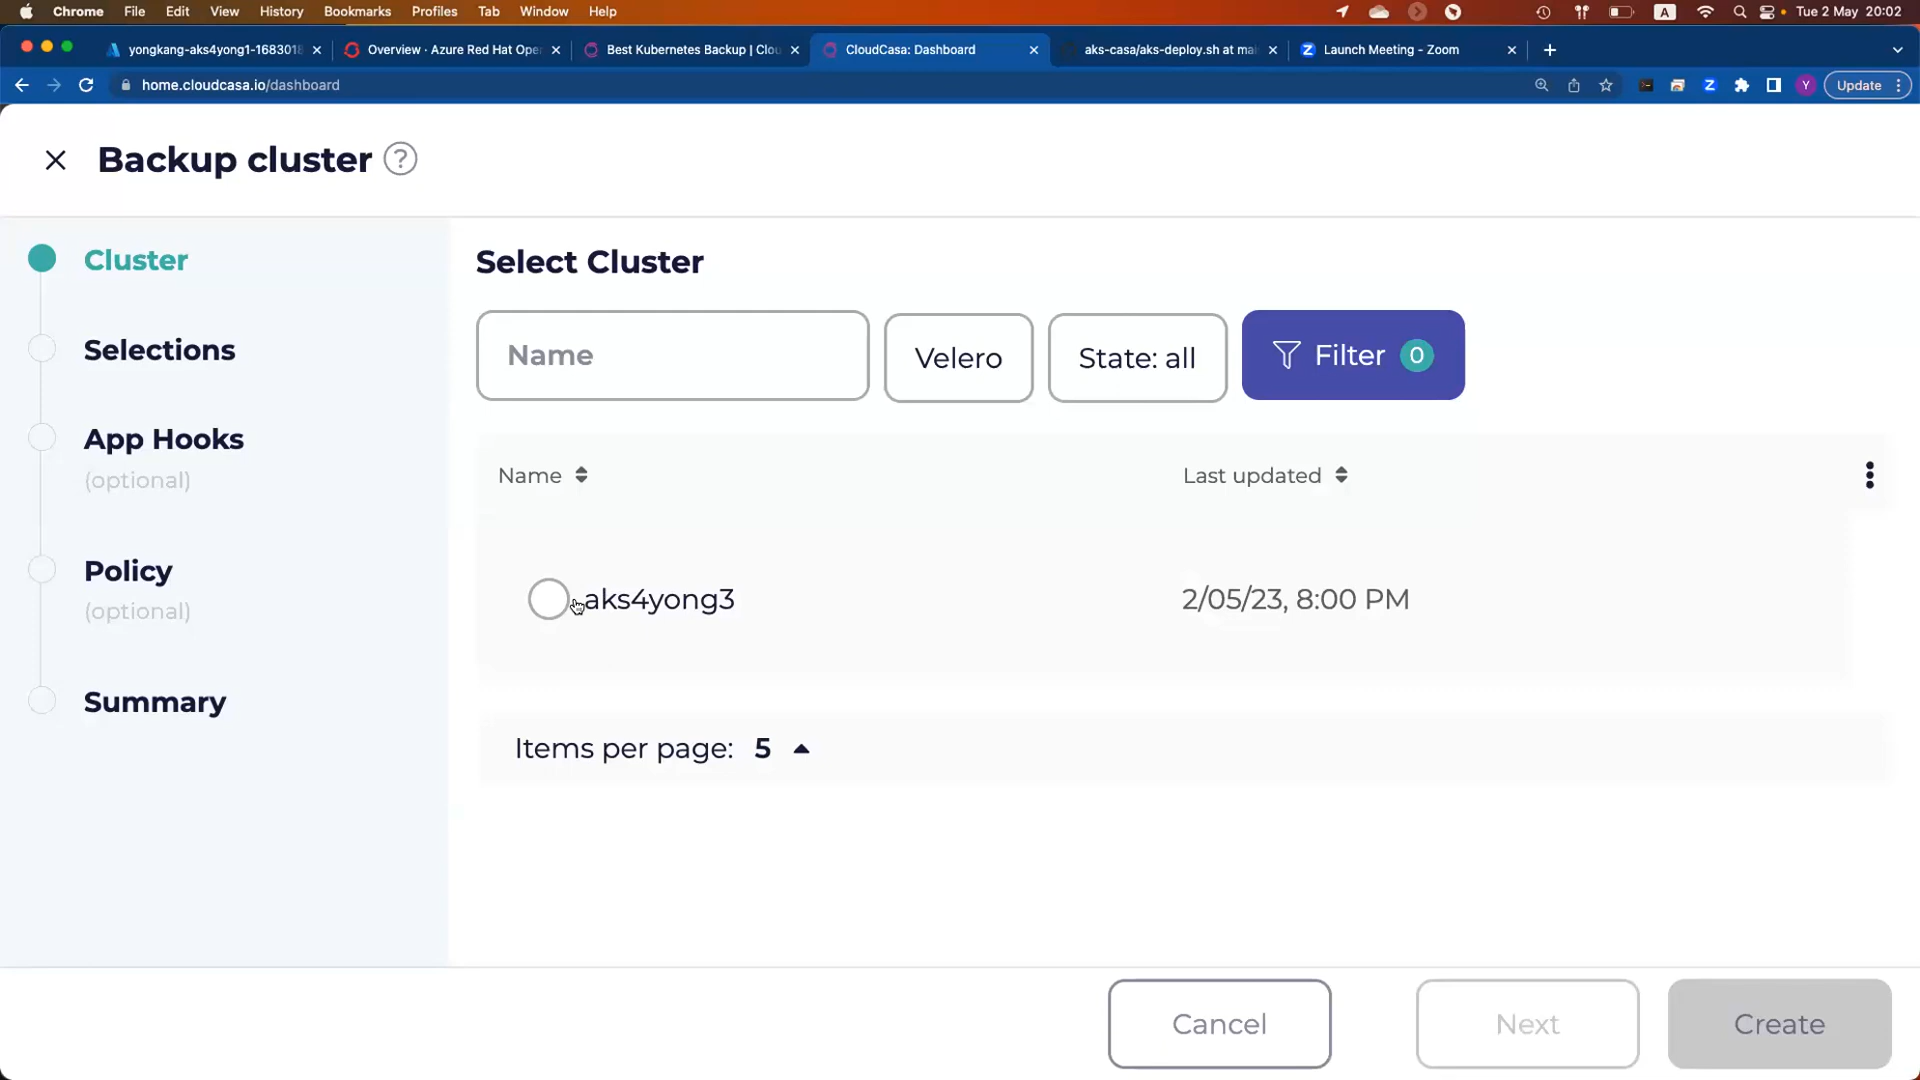 Chrome File Edit View History Bookmarks Profiles Tab Window Help A Tue 2 May 20:02
yongkang-aks4yong1-1683018 Overview · Azure Red Hat Ope Best Kubernetes Backup | Clou CloudCasa: Dashboard aks-casa/aks-deploy.sh at mai Z Launch Meeting - Zoom
home.cloudcasa.io/dashboard Z Y Update
Backup cluster ?
Cluster
Selections
App Hooks
(optional)
Policy
(optional)
Summary
Select Cluster
Name Velero State: all Filter 0
Name Last updated
aks4yong3 2/05/23, 8:00 PM
Items per page: 5
Cancel Next Create